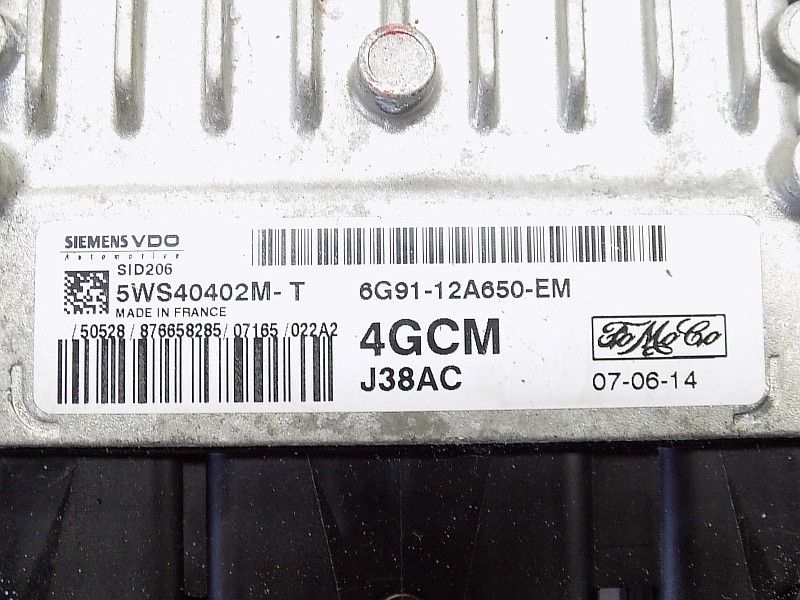 SIEMENS VDO
Automotive
SID206
5WS40402M-T
MADE IN FRANCE
/50528/876658285/07165/022A2
6G91-12A650-EM
4GCM
J38AC
FoMoCo
07-06-14